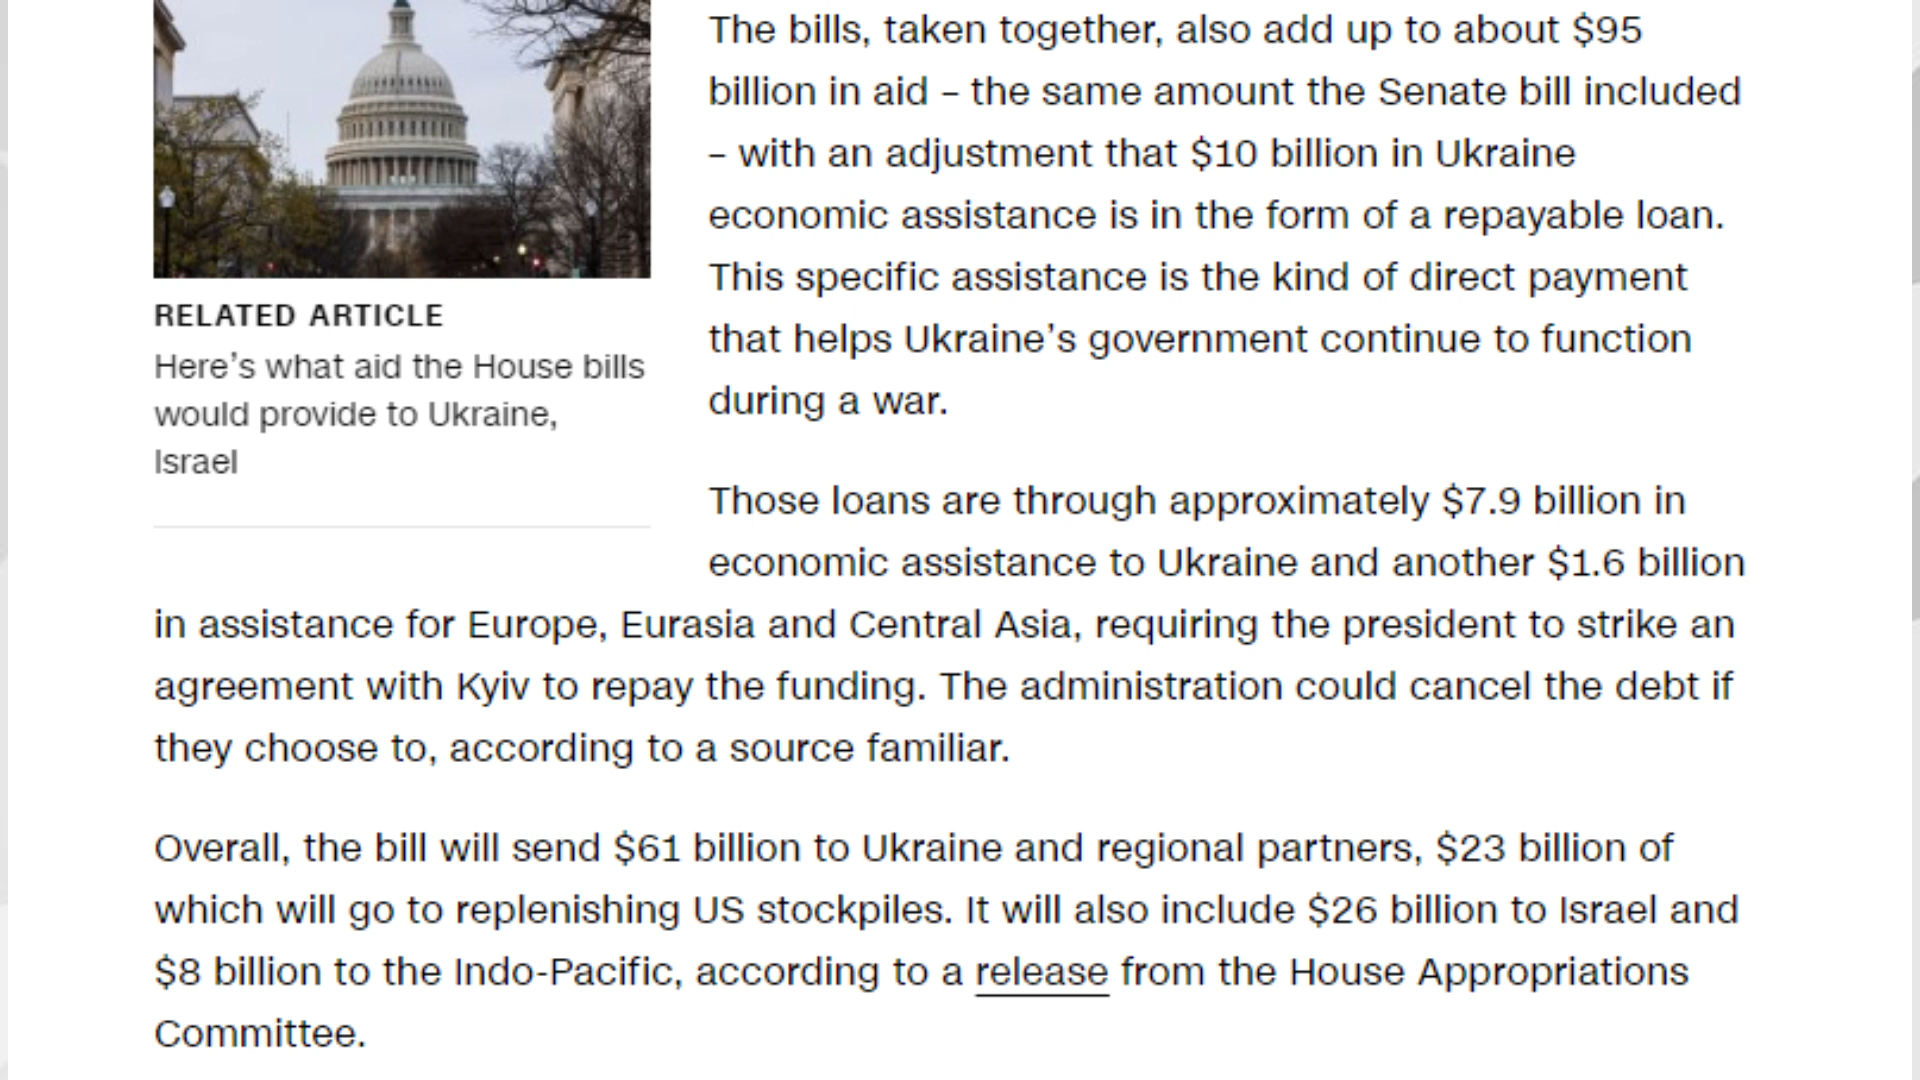 RELATED ARTICLE
Here's what aid the House bills
would provide to Ukraine,
Israel
The bills, taken together, also add up to about $95
billion in aid – the same amount the Senate bill included
– with an adjustment that $10 billion in Ukraine
economic assistance is in the form of a repayable loan.
This specific assistance is the kind of direct payment
that helps Ukraine's government continue to function
during a war.
Those loans are through approximately $7.9 billion in
economic assistance to Ukraine and another $1.6 billion
in assistance for Europe, Eurasia and Central Asia, requiring the president to strike an
agreement with Kyiv to repay the funding. The administration could cancel the debt if
they choose to, according to a source familiar.
Overall, the bill will send $61 billion to Ukraine and regional partners, $23 billion of
which will go to replenishing US stockpiles. It will also include $26 billion to Israel and
$8 billion to the Indo-Pacific, according to a release from the House Appropriations
Committee.